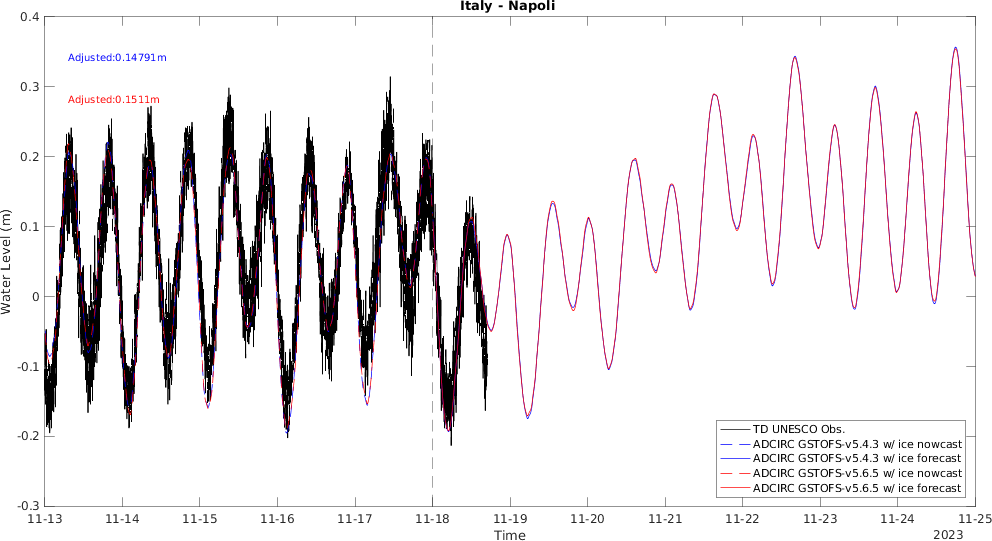 Italy - Napoli
Adjusted:0.14791m
Adjusted:0.1511m
Water Level (m)
0.4
0.3
0.2
0.1
0
-0.1
-0.2
-0.3
TD UNESCO Obs.
ADCIRC GSTOFS-v5.4.3 w/ ice nowcast
ADCIRC GSTOFS-v5.4.3 w/ ice forecast
ADCIRC GSTOFS-v5.6.5 w/ ice nowcast
ADCIRC GSTOFS-v5.6.5 w/ ice forecast
11-13 11-14 11-15 11-16 11-17 11-18 11-19 11-20 11-21 11-22 11-23 11-24 11-25
Time
2023